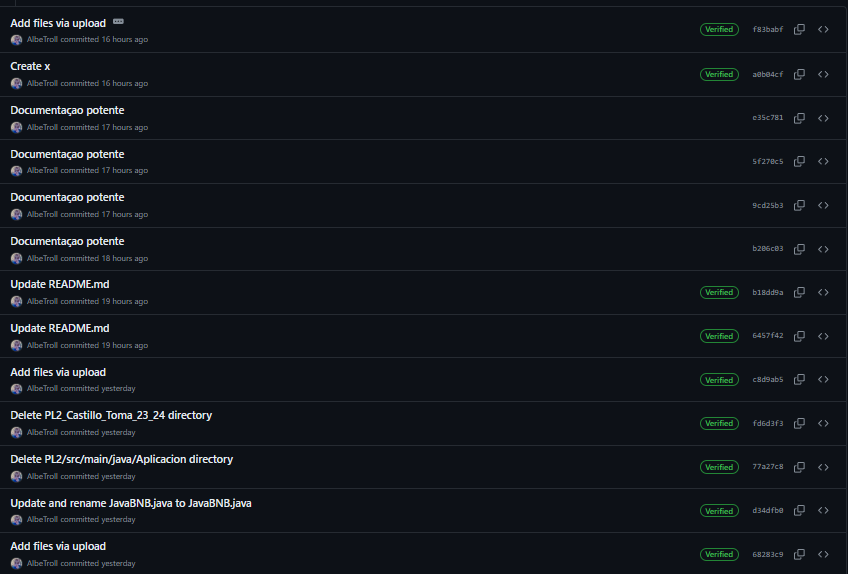 Add files via upload
AlbeTroll committed 16 hours ago
Verified f83babf
Create x
AlbeTroll committed 16 hours ago
Verified a0b04cf
Documentaçao potente
AlbeTroll committed 17 hours ago
e35c781
Documentaçao potente
AlbeTroll committed 17 hours ago
5f270c5
Documentaçao potente
AlbeTroll committed 17 hours ago
9cd25b3
Documentaçao potente
AlbeTroll committed 18 hours ago
b206c03
Update README.md
AlbeTroll committed 19 hours ago
Verified b18dd9a
Update README.md
AlbeTroll committed 19 hours ago
Verified 6457f42
Add files via upload
AlbeTroll committed yesterday
Verified c8d9ab5
Delete PL2_Castillo_Toma_23_24 directory
AlbeTroll committed yesterday
Verified fd6d3f3
Delete PL2/src/main/java/Aplicacion directory
AlbeTroll committed yesterday
Verified 77a27c8
Update and rename JavaBNB.java to JavaBNB.java
AlbeTroll committed yesterday
Verified d34dfb0
Add files via upload
AlbeTroll committed yesterday
Verified 68283c9